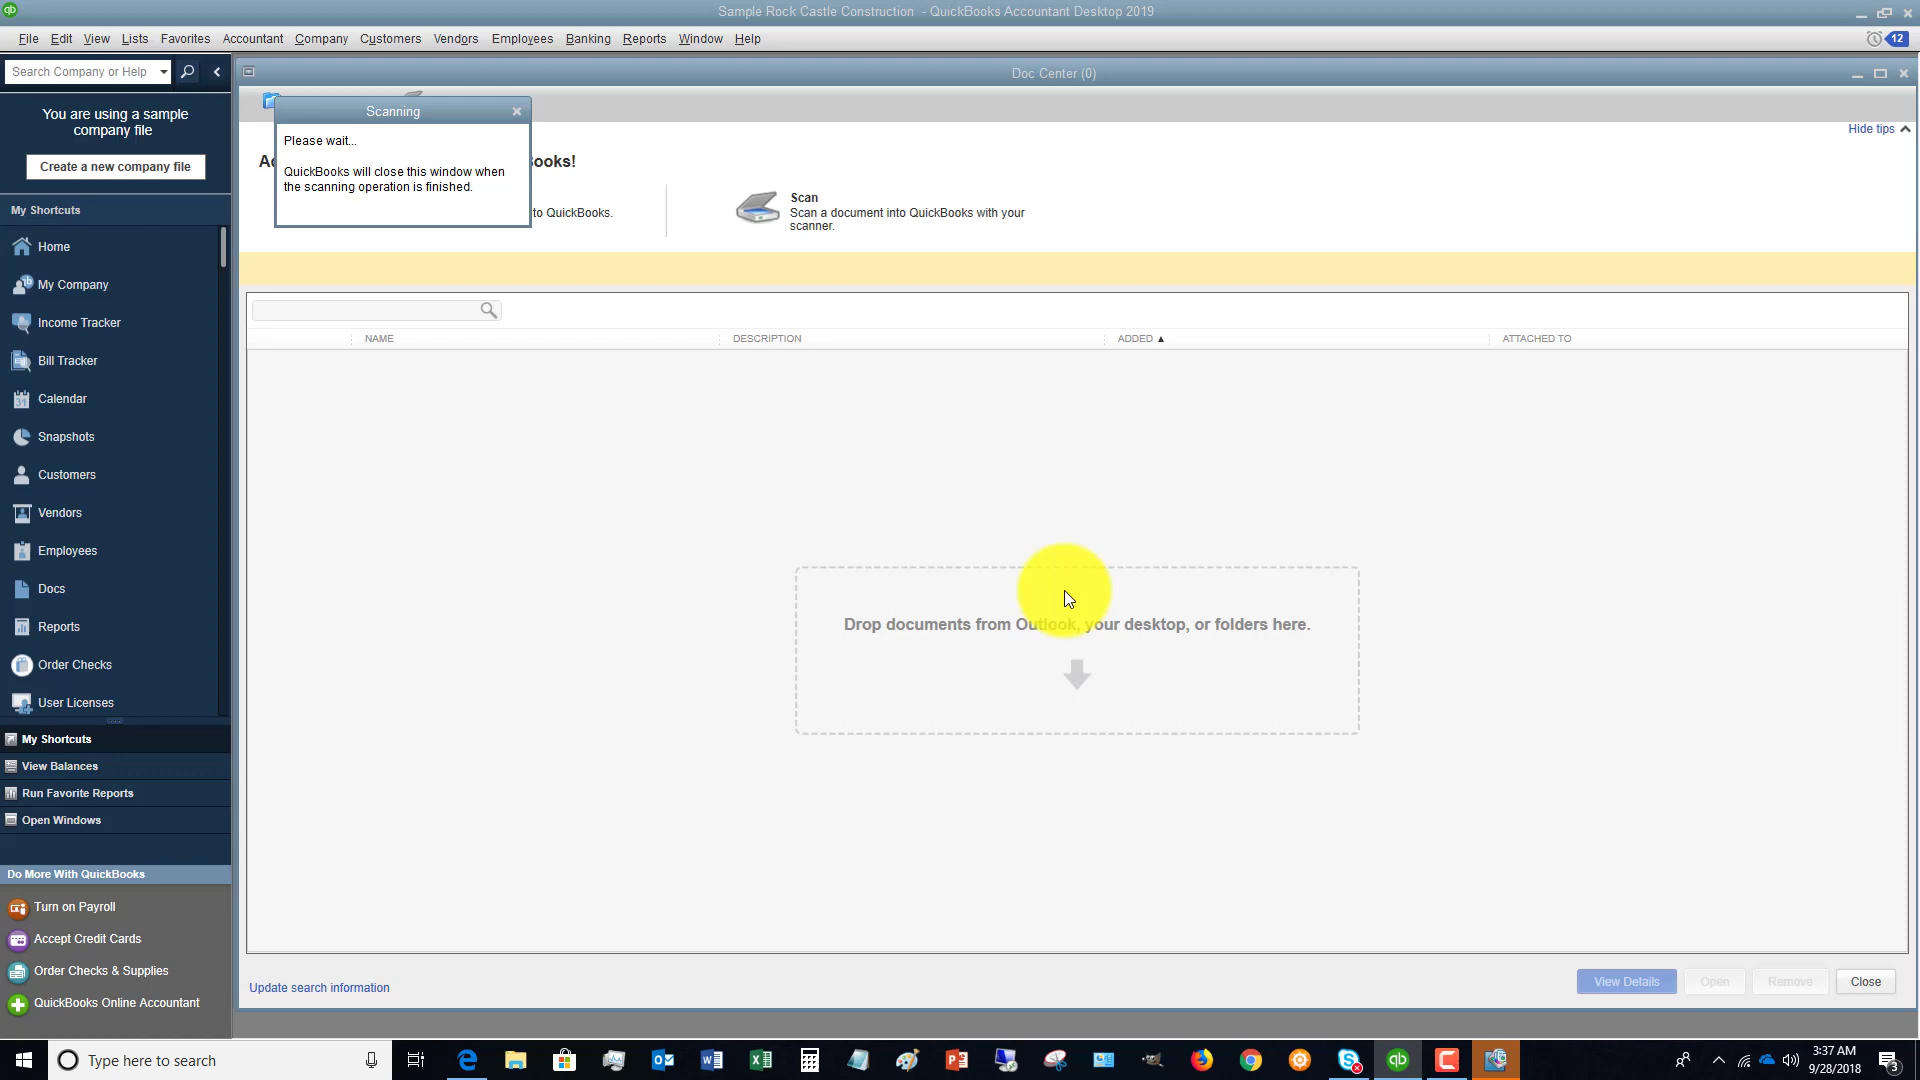 Sample Rock Castle Construction - QuickBooks Accountant Desktop 2019
File Edit View Lists Favorites Accountant Company Customers Vendors Employees Banking Reports Window Help
12
Search Company or Help
Doc Center (0)
You are using a sample
company file
Create a new company file
Scanning
Please wait...
QuickBooks will close this window when
the scanning operation is finished.
Hide tips
to QuickBooks.
Scan
Scan a document into QuickBooks with your
scanner.
NAME DESCRIPTION ADDED ATTACHED TO
Drop documents from Outlook, your desktop, or folders here.
My Shortcuts
Home
My Company
Income Tracker
Bill Tracker
Calendar
Snapshots
Customers
Vendors
Employees
Docs
Reports
Order Checks
User Licenses
My Shortcuts
View Balances
Run Favorite Reports
Open Windows
Do More With QuickBooks
Turn on Payroll
Accept Credit Cards
Order Checks & Supplies
QuickBooks Online Accountant
Update search information
View Details Open Remove Close
Type here to search
3:37 AM
9/28/2018
3